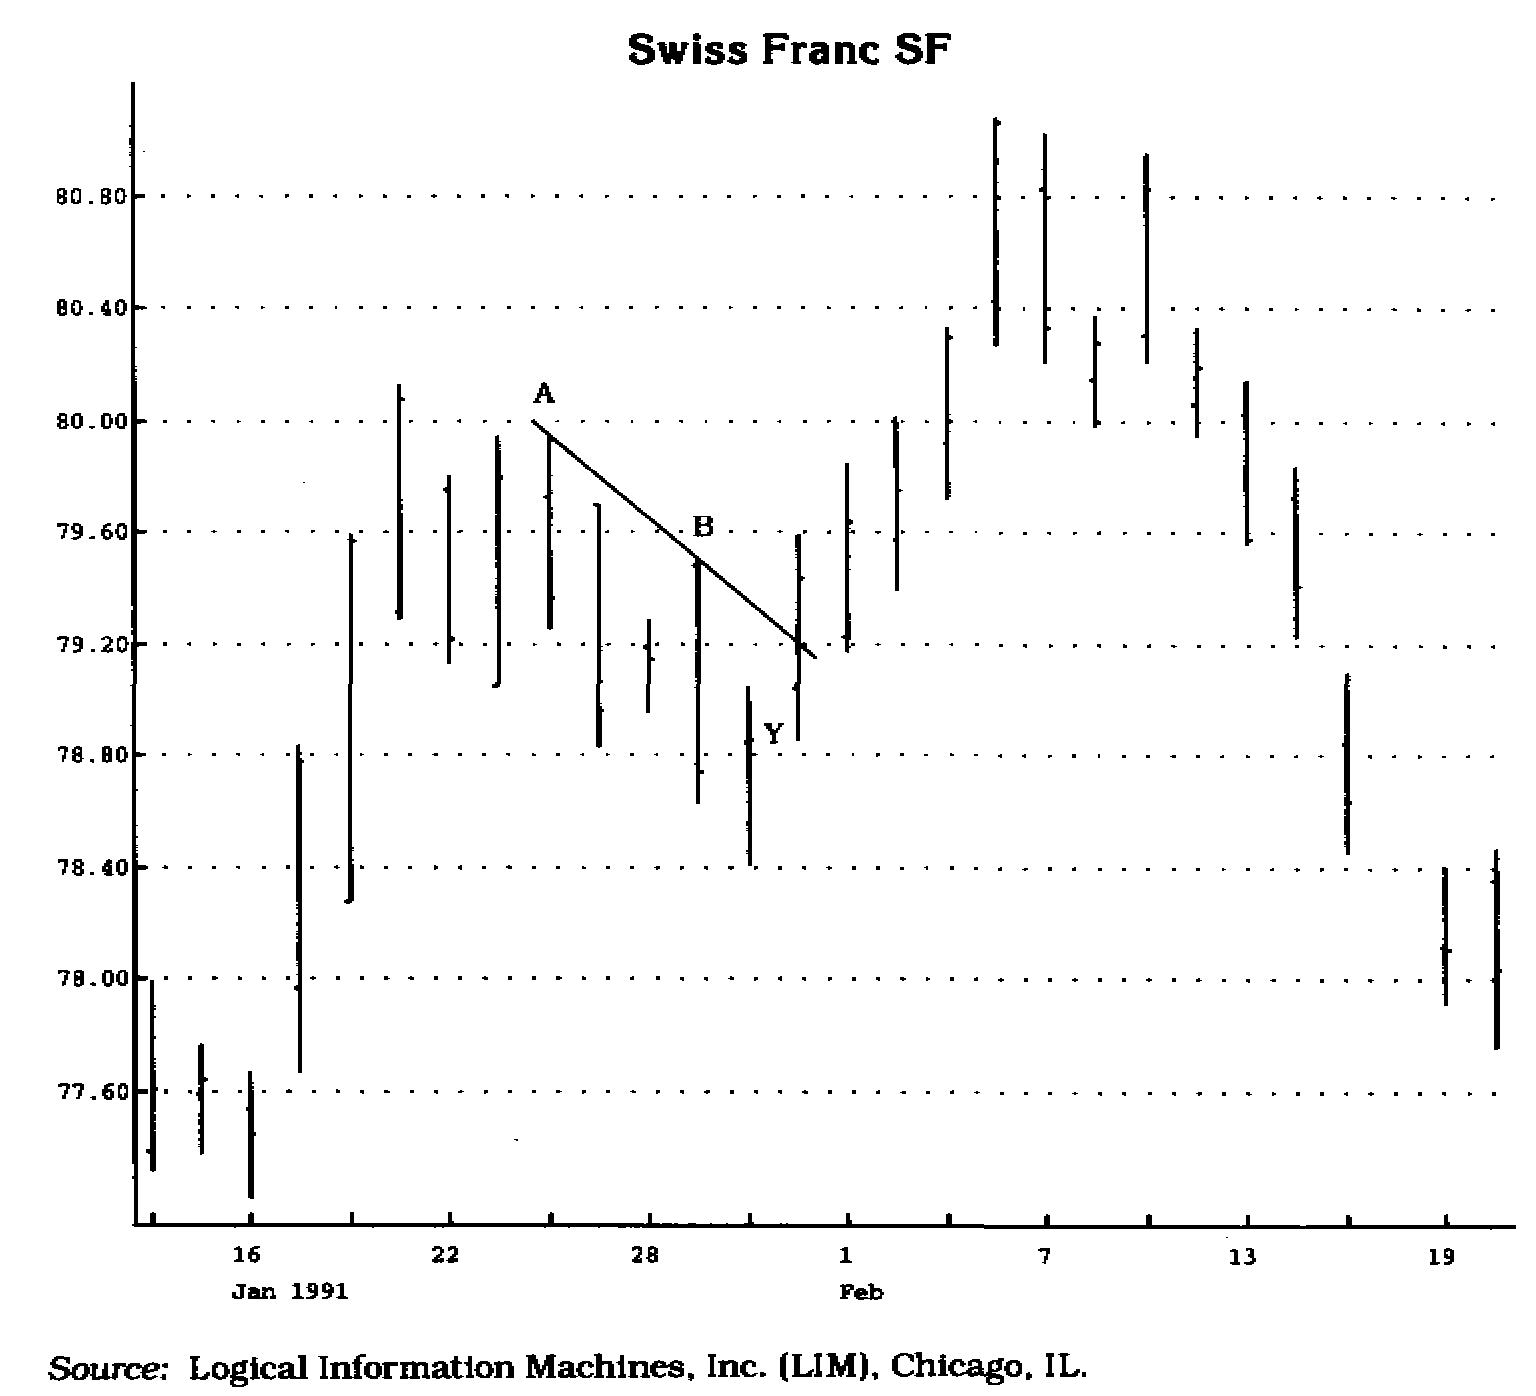 Swiss Franc SF
80.80
80.40
80.00
79.60
79.20
78.80
78.40
78.00
77.60
A
B
Y
16 22 28 1 7 13 19
Jan 1991 Feb
Source: Logical Information Machines, Inc. (LIM), Chicago, IL.